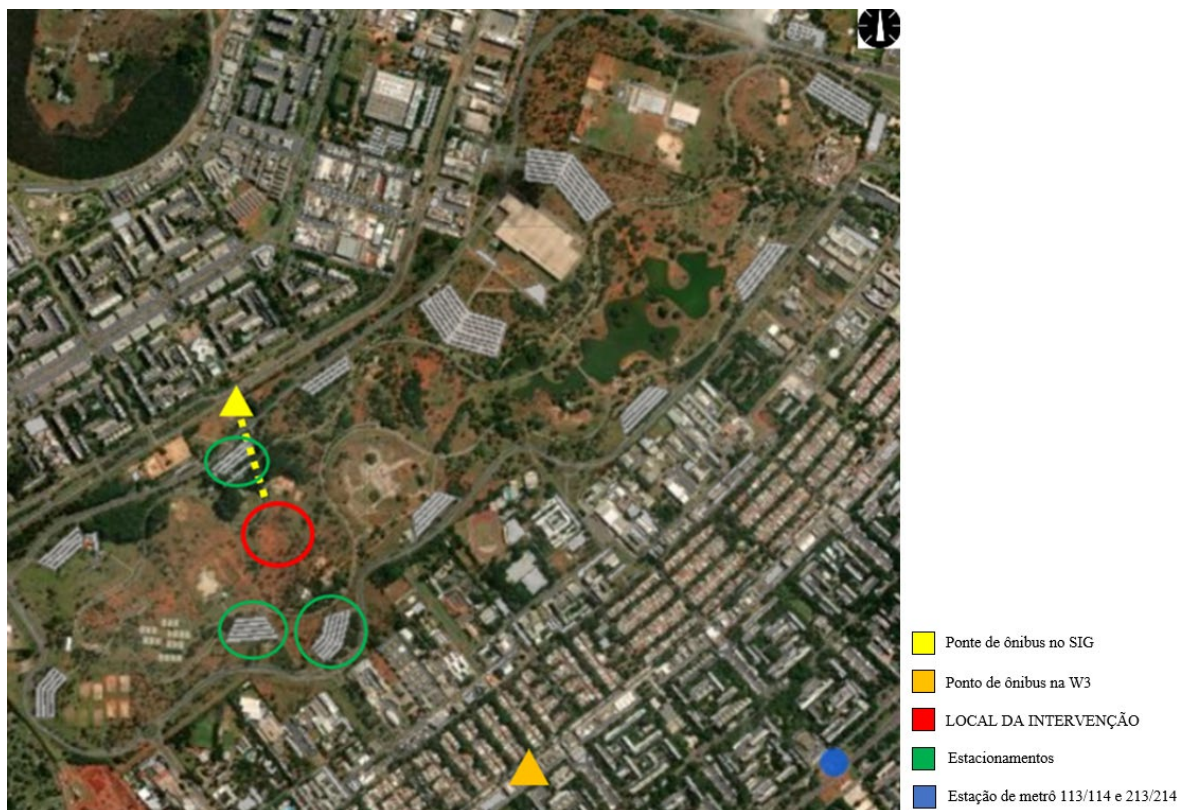 Ponte de ônibus no SIG
Ponto de ônibus na W3
LOCAL DA INTERVENÇÃO
Estacionamentos
Estação de metrô 113/114 e 213/214